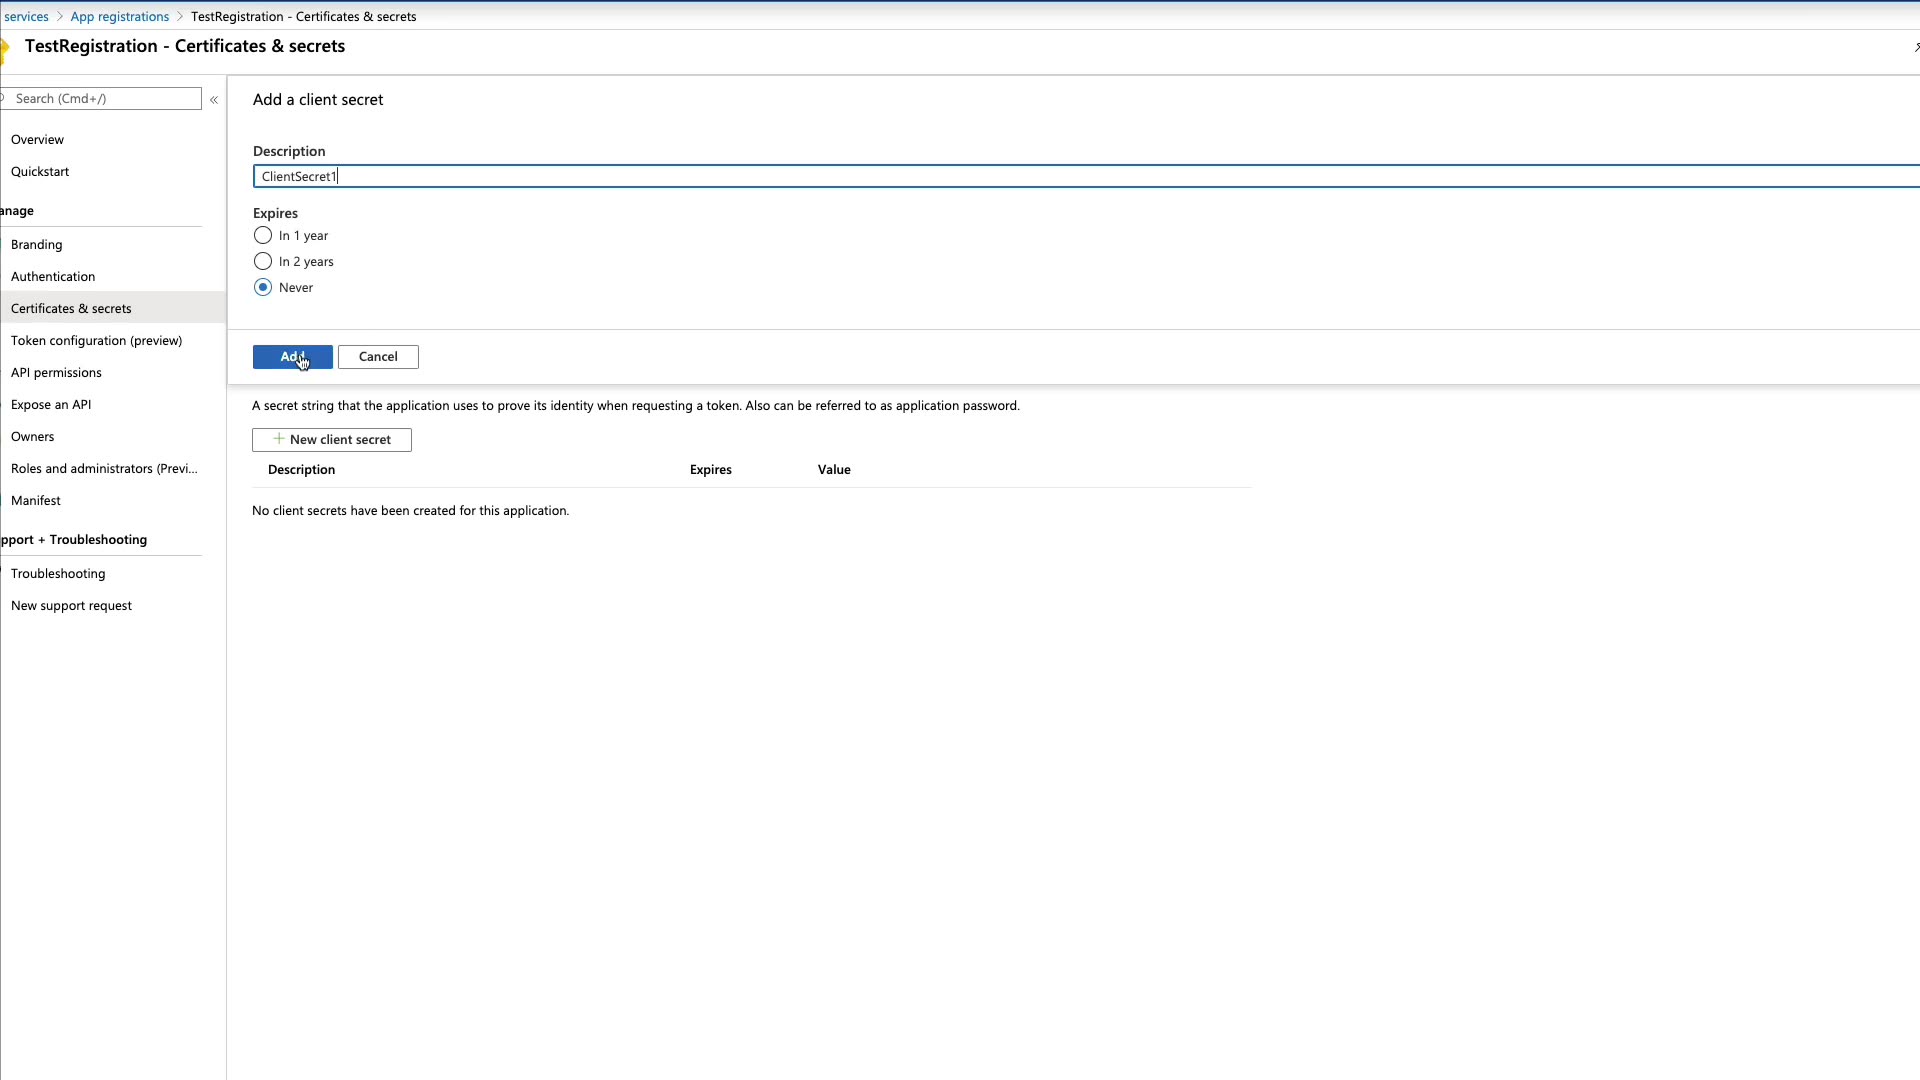 services > App registrations > TestRegistration - Certificates & secrets
TestRegistration - Certificates & secrets
Search (Cmd+/) «
Overview
Quickstart
anage
Branding
Authentication
Certificates & secrets
Token configuration (preview)
API permissions
Expose an API
Owners
Roles and administrators (Previ...
Manifest
pport + Troubleshooting
Troubleshooting
New support request
Add a client secret
Description
ClientSecret1
Expires
In 1 year
In 2 years
Never
Add Cancel
A secret string that the application uses to prove its identity when requesting a token. Also can be referred to as application password.
+ New client secret
Description Expires Value
No client secrets have been created for this application.